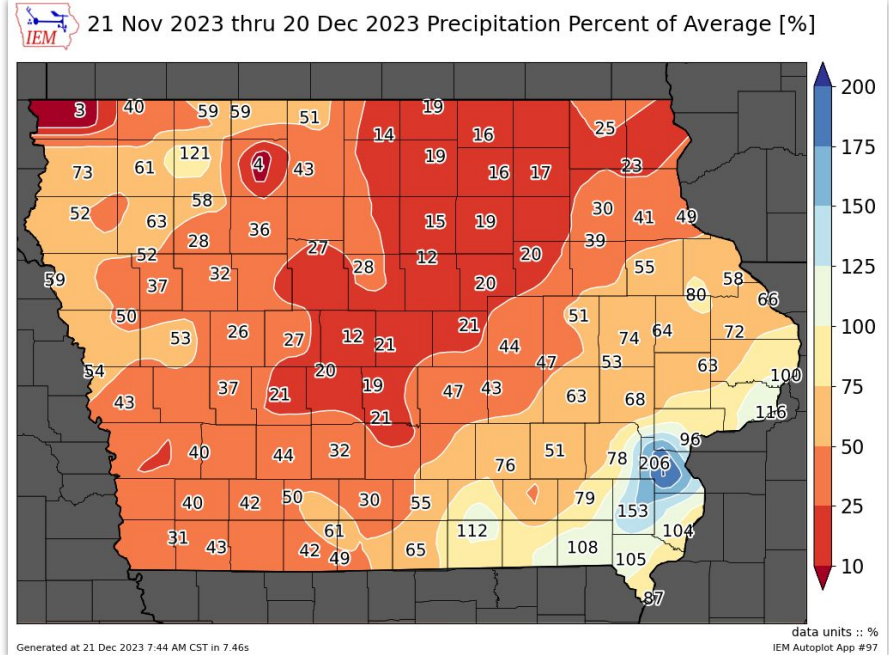 IEM
21 Nov 2023 thru 20 Dec 2023 Precipitation Percent of Average [%]
3 40 59 59 51 19 25
14 16
73 61 121 4 43 19 16 17 23
52 63 58 36 15 19 30 41 49
28 39
59 52 37 32 27 28 12 20 20 55 58
80 66
50 53 26 27 12 21 21 44 51 74 64 72
47 53
54 43 37 21 20 19 47 43 63 68 63 100
21 116
40 44 32 76 51 78 206 96
40 42 50 30 55 79 153
31 43 61 42 49 65 112 108 105 104
87
200
175
150
125
100
75
50
25
10
data units :: %
Generated at 21 Dec 2023 7:44 AM CST in 7.46s
IEM Autoplot App #97